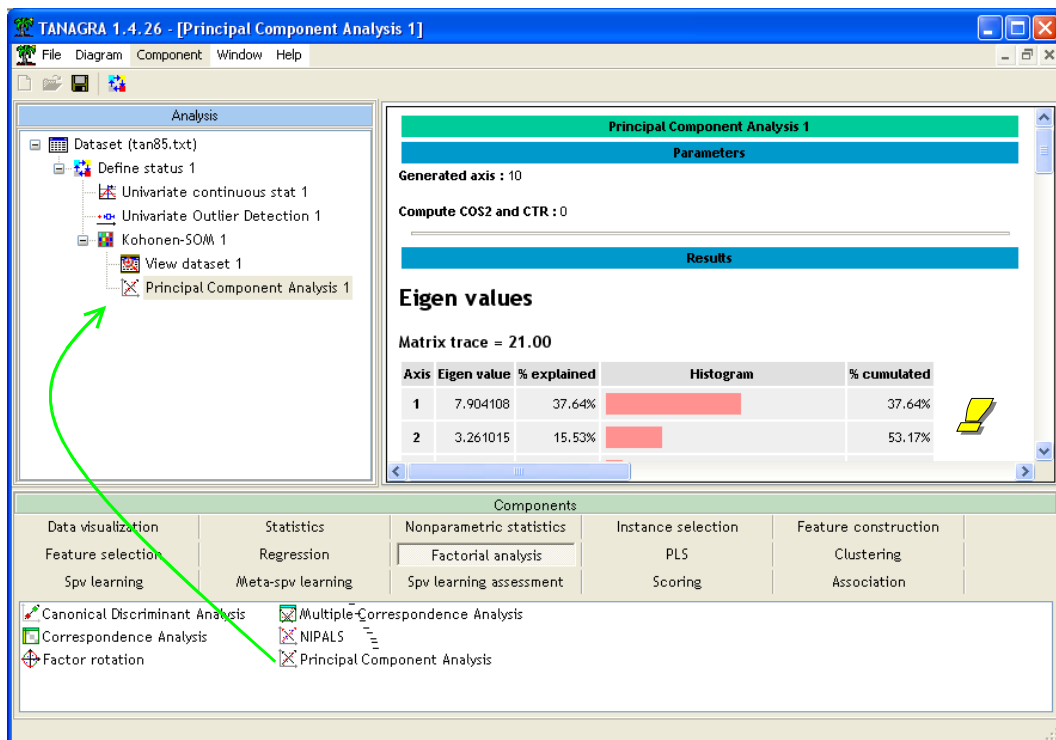 TANAGRA 1.4.26 - [Principal Component Analysis 1]
File Diagram Component Window Help
Analysis
Dataset (tan85.txt)
Define status 1
Univariate continuous stat 1
Univariate Outlier Detection 1
Kohonen-SOM 1
View dataset 1
Principal Component Analysis 1
Principal Component Analysis 1
Parameters
Generated axis : 10
Compute COS2 and CTR : 0
Results
Eigen values
Matrix trace = 21.00
Axis Eigen value % explained Histogram % cumulated
1 7.904108 37.64% 37.64%
2 3.261015 15.53% 53.17%
Components
Data visualization Statistics Nonparametric statistics Instance selection Feature construction
Feature selection Regression Factorial analysis PLS Clustering
Spv learning Meta-spv learning Spv learning assessment Scoring Association
Canonical Discriminant Analysis Multiple Correspondence Analysis
Correspondence Analysis NIPALS
Factor rotation Principal Component Analysis